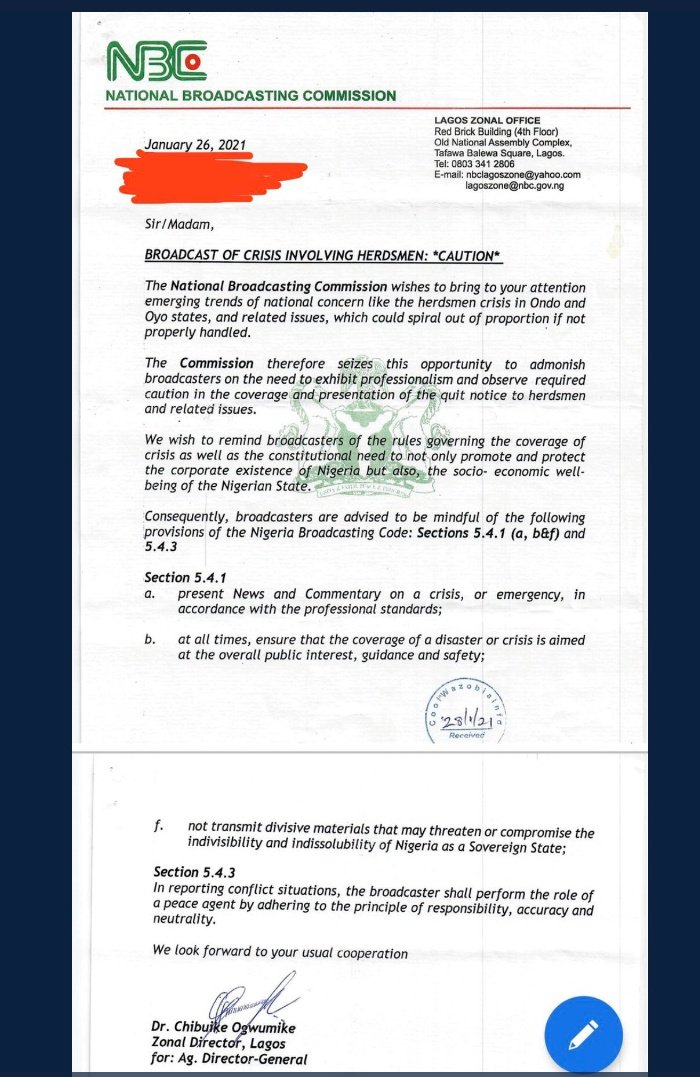 NBC
NATIONAL BROADCASTING COMMISSION
LAGOS ZONAL OFFICE
Red Brick Building (4th Floor)
Old National Assembly Complex,
Tafawa Balewa Square, Lagos.
Tel: 0803 341 2806
E-mail: nbclagoszone@yahoo.com
lagoszone@nbc.gov.ng
January 26, 2021
Sir/Madam,
BROADCAST OF CRISIS INVOLVING HERDSMEN: *CAUTION*
The National Broadcasting Commission wishes to bring to your attention
emerging trends of national concern like the herdsmen crisis in Ondo and
Oyo states, and related issues, which could spiral out of proportion if not
properly handled.
The Commission therefore seizes this opportunity to admonish
broadcasters on the need to exhibit professionalism and observe required
caution in the coverage and presentation of the quit notice to herdsmen
and related issues.
We wish to remind broadcasters of the rules governing the coverage of
crisis as well as the constitutional need to not only promote and protect
the corporate existence of Nigeria but also, the socio- economic well-
being of the Nigerian State.
Consequently, broadcasters are advised to be mindful of the following
provisions of the Nigeria Broadcasting Code: Sections 5.4.1 (a, b&f) and
5.4.3
Section 5.4.1
a. present News and Commentary on a crisis, or emergency, in
accordance with the professional standards;
b. at all times, ensure that the coverage of a disaster or crisis is aimed
at the overall public interest, guidance and safety;
CoolWazobiaInfo
28/1/21
Received
f. not transmit divisive materials that may threaten or compromise the
indivisibility and indissolubility of Nigeria as a Sovereign State;
Section 5.4.3
In reporting conflict situations, the broadcaster shall perform the role of
a peace agent by adhering to the principle of responsibility, accuracy and
neutrality.
We look forward to your usual cooperation
Dr. Chibuike Ogwumike
Zonal Director, Lagos
for: Ag. Director-General